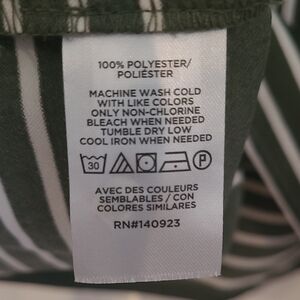 100% POLYESTER/
POLIÉSTER
MACHINE WASH COLD
WITH LIKE COLORS
ONLY NON-CHLORINE
BLEACH WHEN NEEDED
TUMBLE DRY LOW
COOL IRON WHEN NEEDED
30 P
AVEC DES COULEURS
SEMBLABLES / CON
COLORES SIMILARES
RN#140923